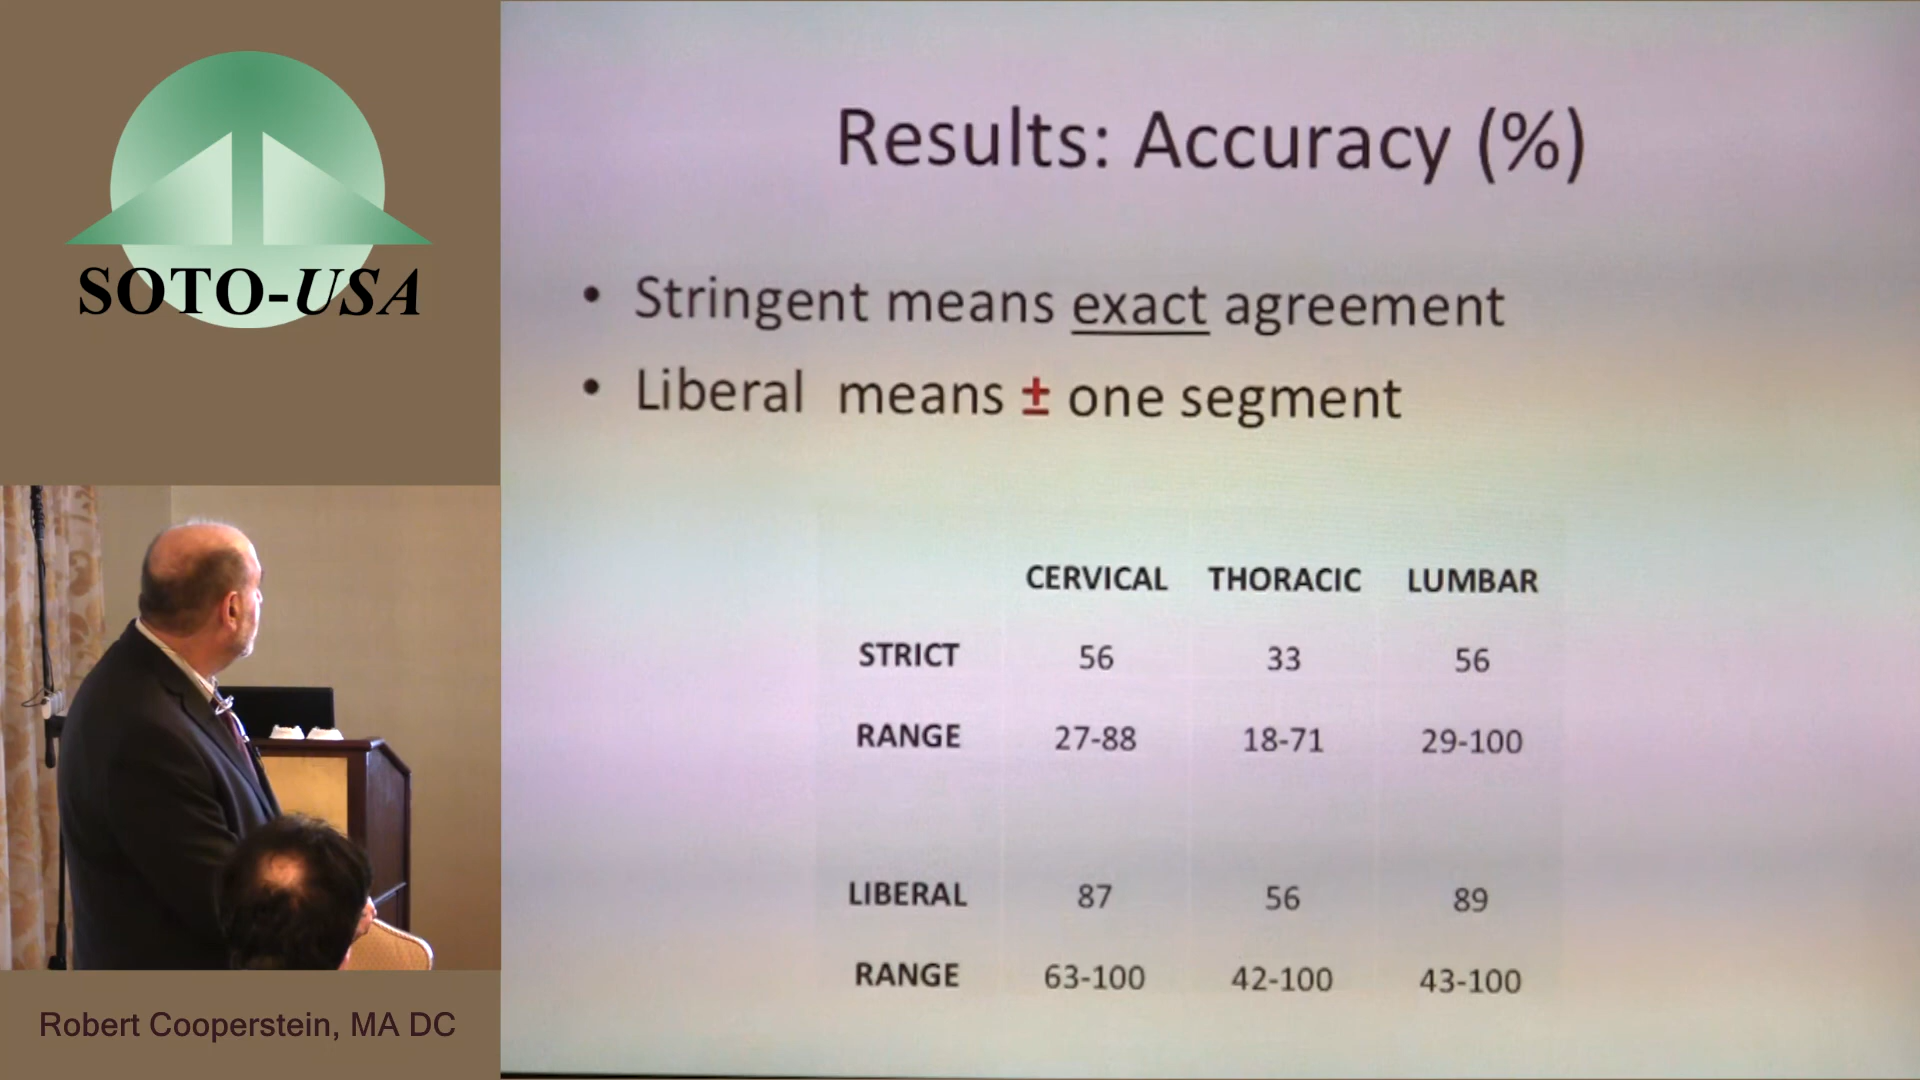 SOTO-USA
Robert Cooperstein, MA DC
Results: Accuracy (%)
• Stringent means exact agreement
• Liberal means ± one segment
CERVICAL THORACIC LUMBAR
STRICT 56 33 56
RANGE 27-88 18-71 29-100
LIBERAL 87 56 89
RANGE 63-100 42-100 43-100